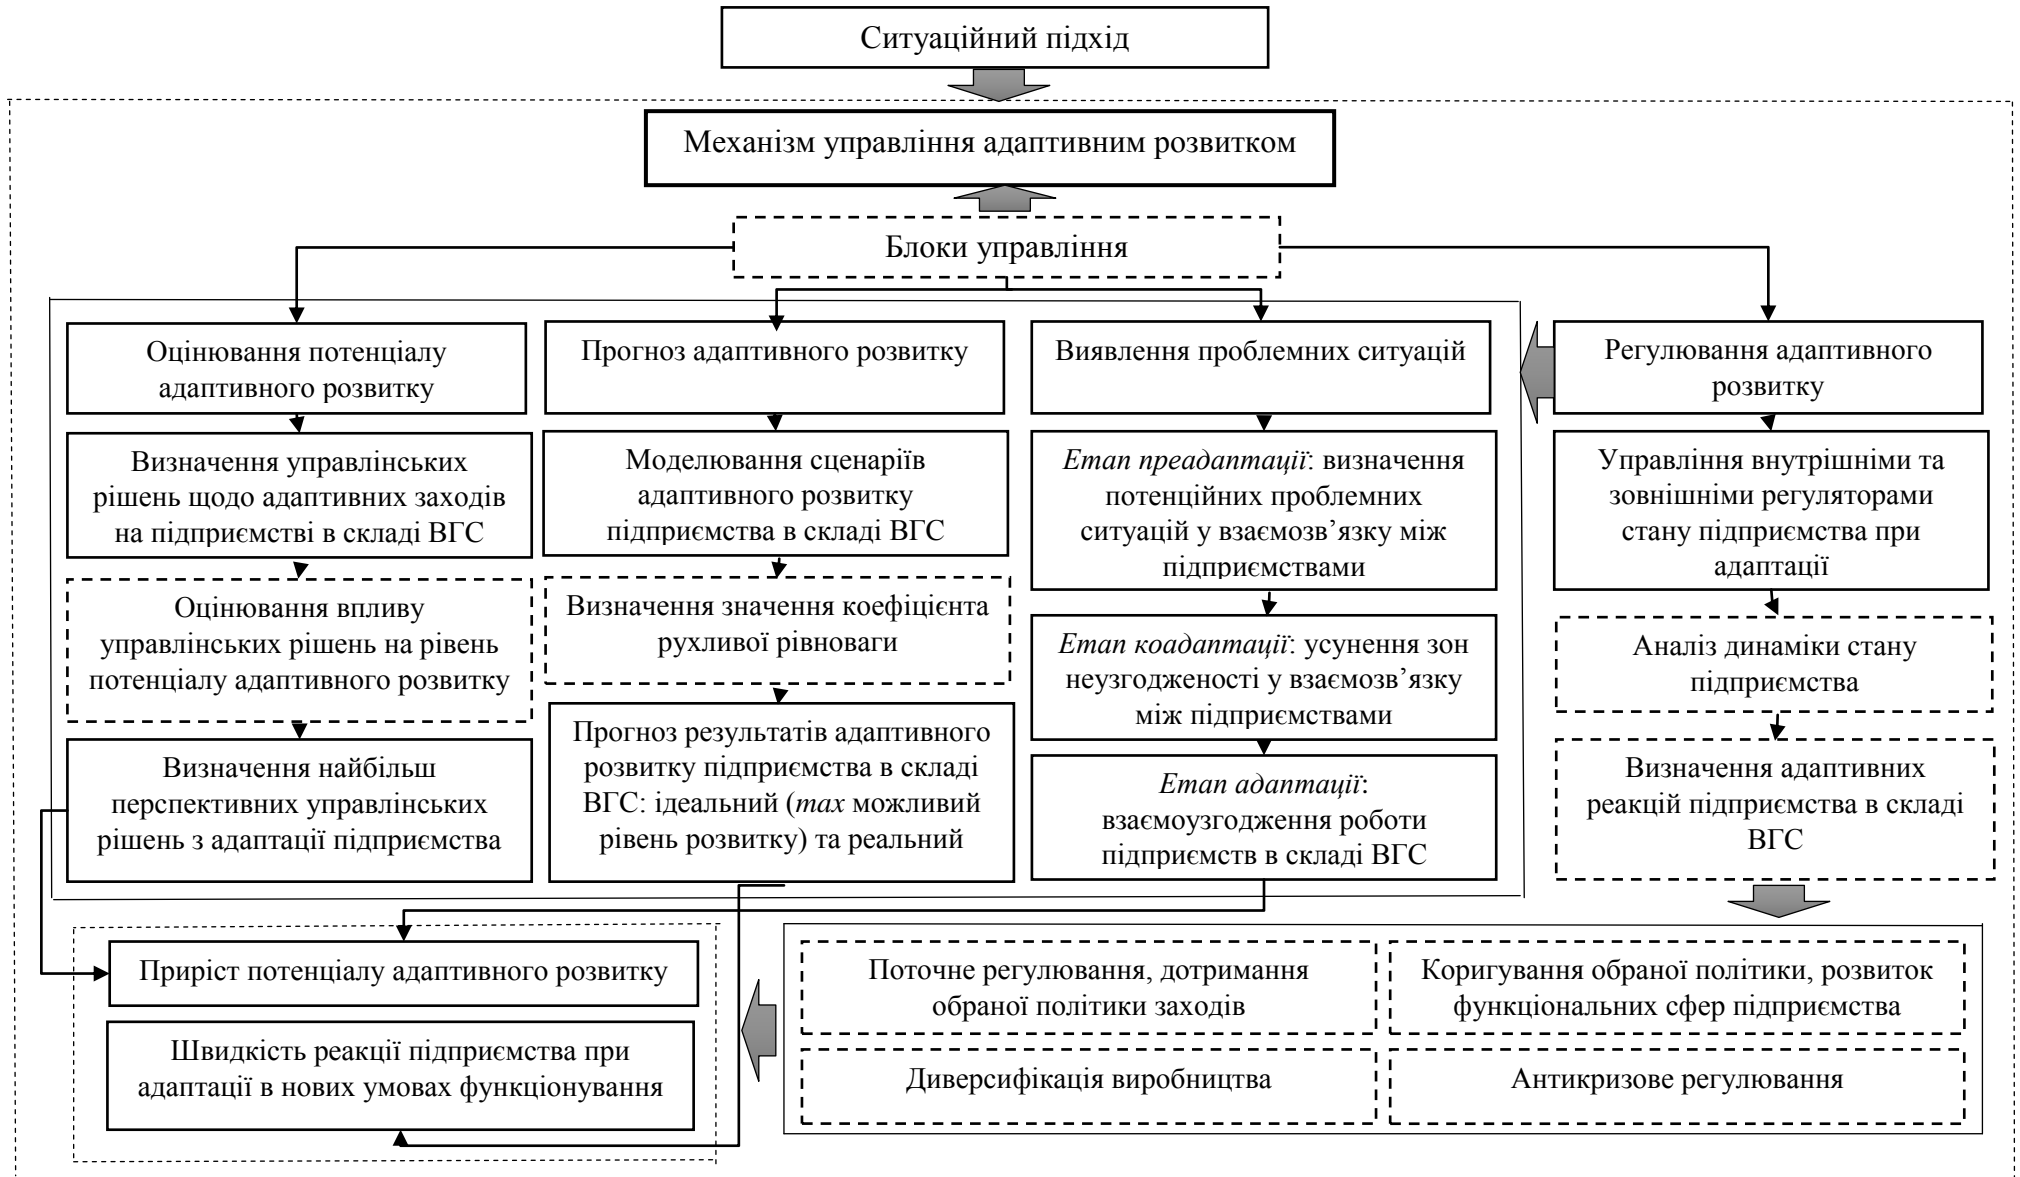 Ситуаційний підхід
Механізм управління адаптивним розвитком
Блоки управління
Оцінювання потенціалу
адаптивного розвитку
Визначення управлінських
рішень щодо адаптивних заходів
на підприємстві в складі ВГС
Оцінювання впливу
управлінських рішень на рівень
потенціалу адаптивного розвитку
Визначення найбільш
перспективних управлінських
рішень з адаптації підприємства
Прогноз адаптивного розвитку
Моделювання сценаріїв
адаптивного розвитку
підприємства в складі ВГС
Визначення значення коефіцієнта
рухливої рівноваги
Прогноз результатів адаптивного
розвитку підприємства в складі
ВГС: ідеальний (max можливий
рівень розвитку) та реальний
Виявлення проблемних ситуацій
Етап преадаптації: визначення
потенційних проблемних
ситуацій у взаємозв’язку між
підприємствами
Етап коадаптації: усунення зон
неузгодженості у взаємозв’язку
між підприємствами
Етап адаптації:
взаємоузгодження роботи
підприємств в складі ВГС
Регулювання адаптивного
розвитку
Управління внутрішніми та
зовнішніми регуляторами
стану підприємства при
адаптації
Аналіз динаміки стану
підприємства
Визначення адаптивних
реакцій підприємства в складі
ВГС
Приріст потенціалу адаптивного розвитку
Швидкість реакції підприємства при
адаптації в нових умовах функціонування
Поточне регулювання, дотримання
обраної політики заходів
Коригування обраної політики, розвиток
функціональних сфер підприємства
Диверсифікація виробництва
Антикризове регулювання